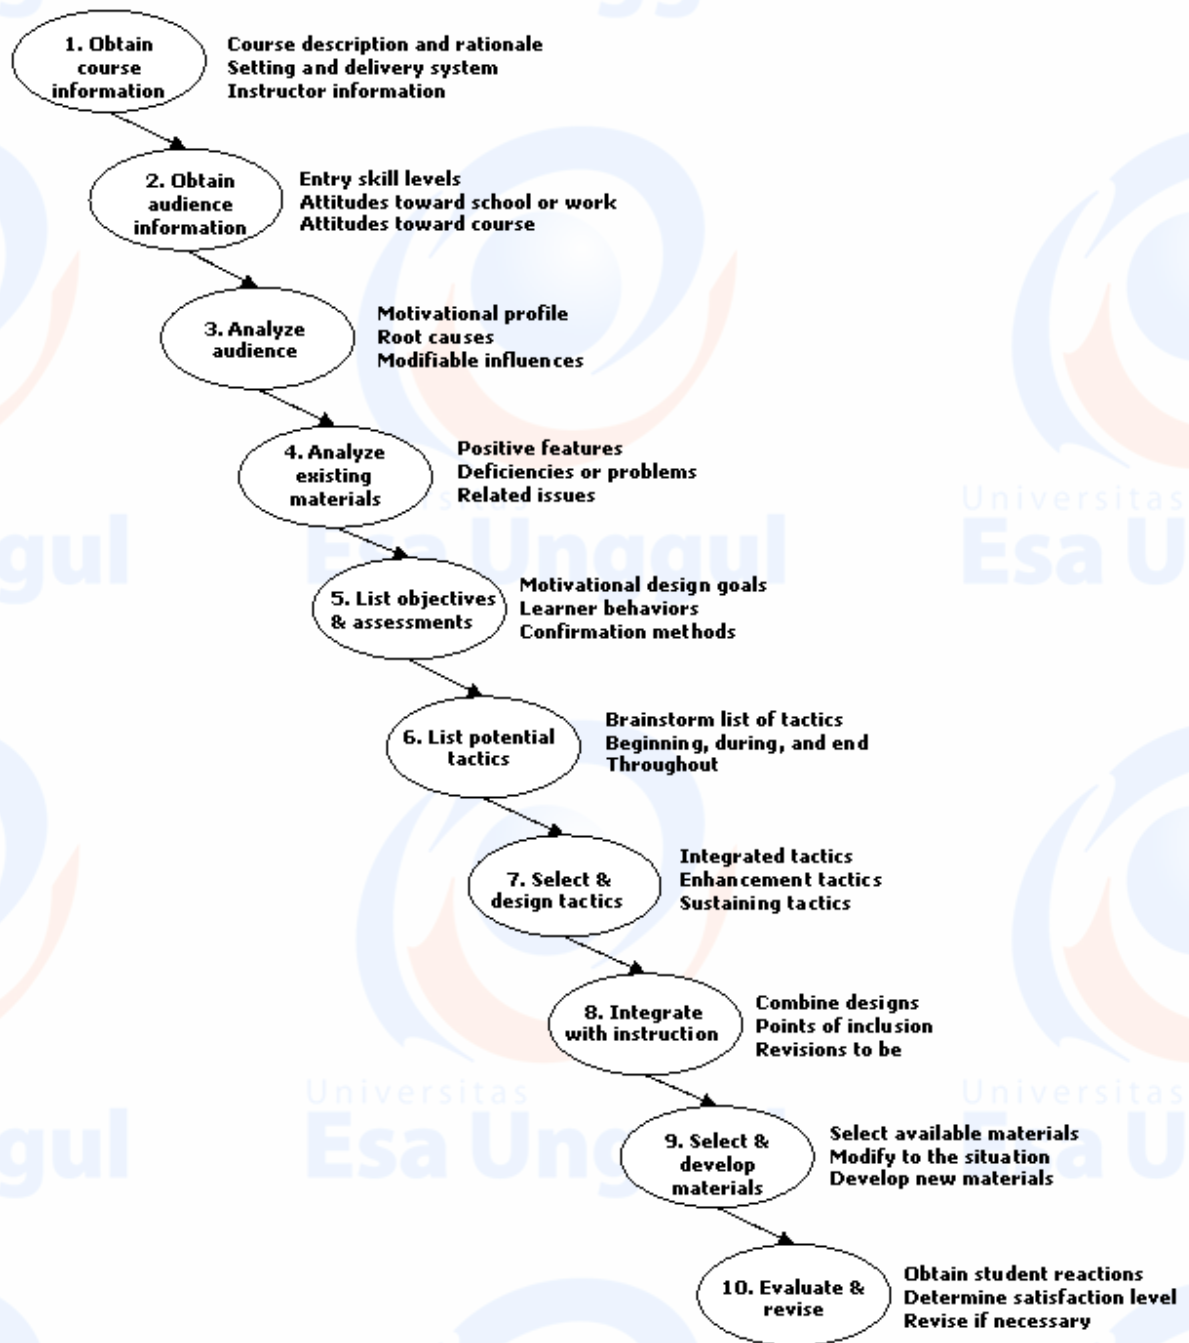 1. Obtain
course
information
Course description and rationale
Setting and delivery system
Instructor information
2. Obtain
audience
information
Entry skill levels
Attitudes toward school or work
Attitudes toward course
3. Analyze
audience
Motivational profile
Root causes
Modifiable influences
4. Analyze
existing
materials
Positive features
Deficiencies or problems
Related issues
Universitas
Esa Unggul
5. List objectives
& assessments
Motivational design goals
Learner behaviors
Confirmation methods
6. List potential
tactics
Brainstorm list of tactics
Beginning, during, and end
Throughout
7. Select &
design tactics
Integrated tactics
Enhancement tactics
Sustaining tactics
8. Integrate
with instruction
Combine designs
Points of inclusion
Revisions to be
Universitas
Esa Unggul
9. Select &
develop
materials
Select available materials
Modify to the situation
Develop new materials
10. Evaluate &
revise
Obtain student reactions
Determine satisfaction level
Revise if necessary